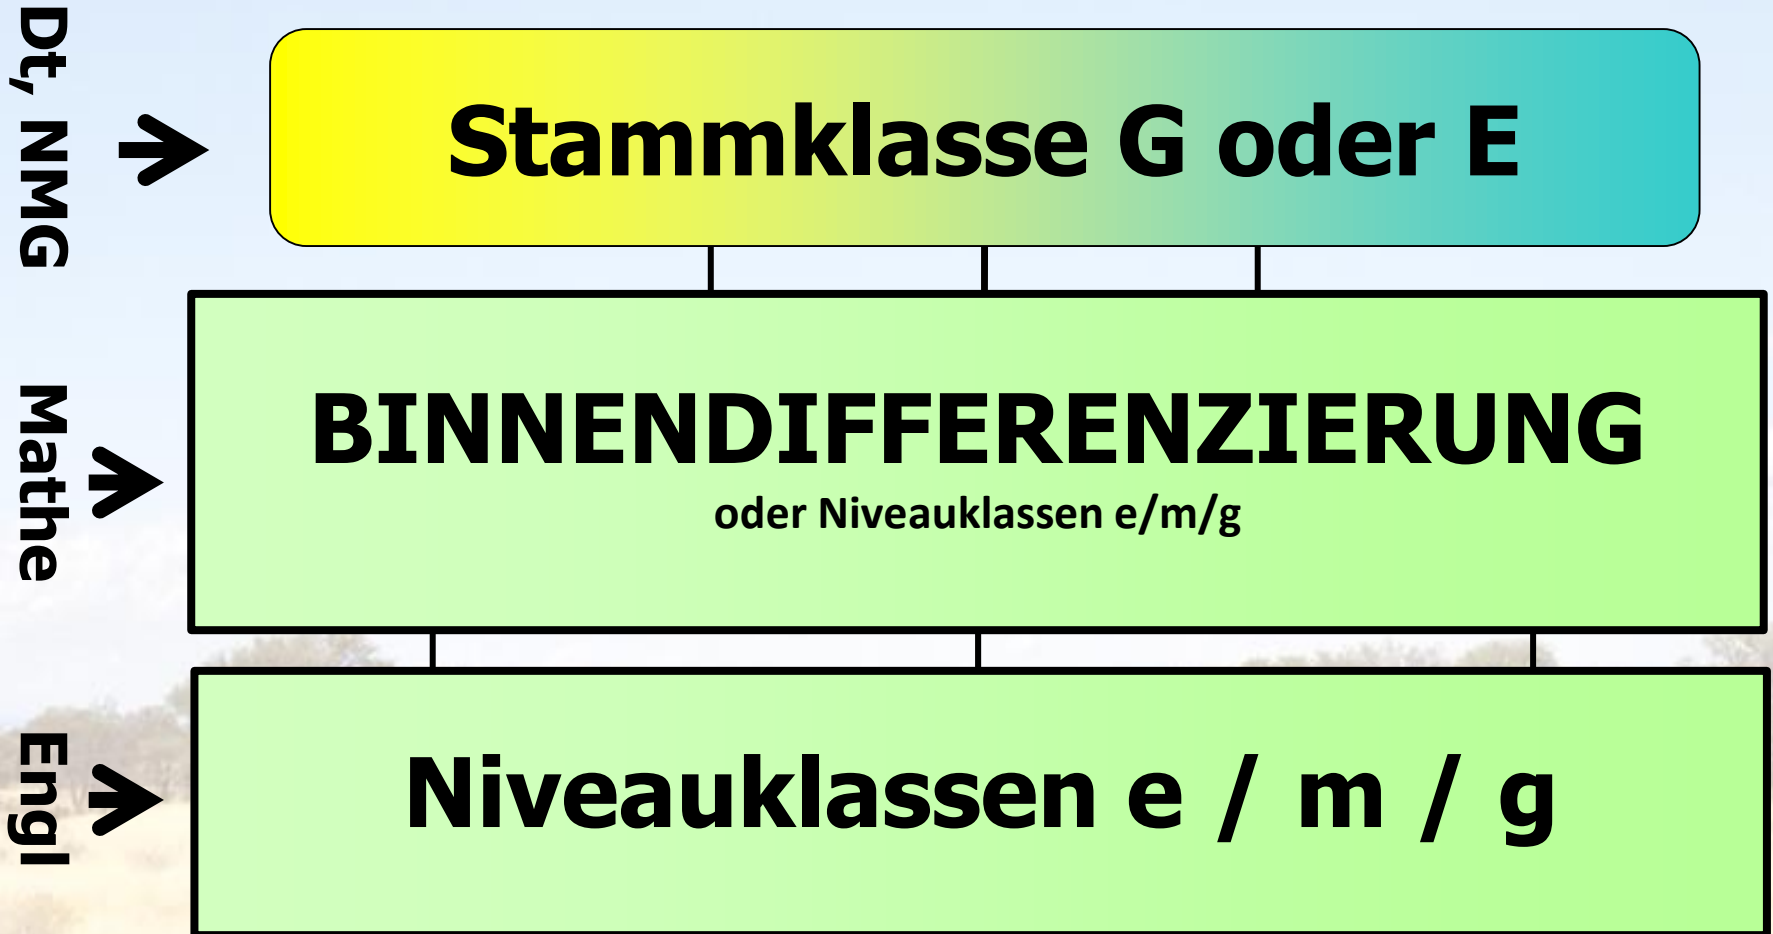 Dt, NMG
Stammklasse G oder E
Mathe
BINNENDIFFERENZIERUNG
oder Niveauklassen e/m/g
Engl
Niveauklassen e / m / g